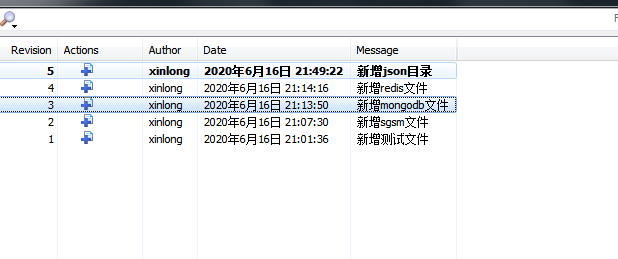 Revision Actions Author Date Message
5 xinlong 2020年6月16日 21:49:22 新增json目录
4 xinlong 2020年6月16日 21:14:16 新增redis文件
3 xinlong 2020年6月16日 21:13:50 新增mongodb文件
2 xinlong 2020年6月16日 21:07:30 新增sgsm文件
1 xinlong 2020年6月16日 21:01:36 新增测试文件